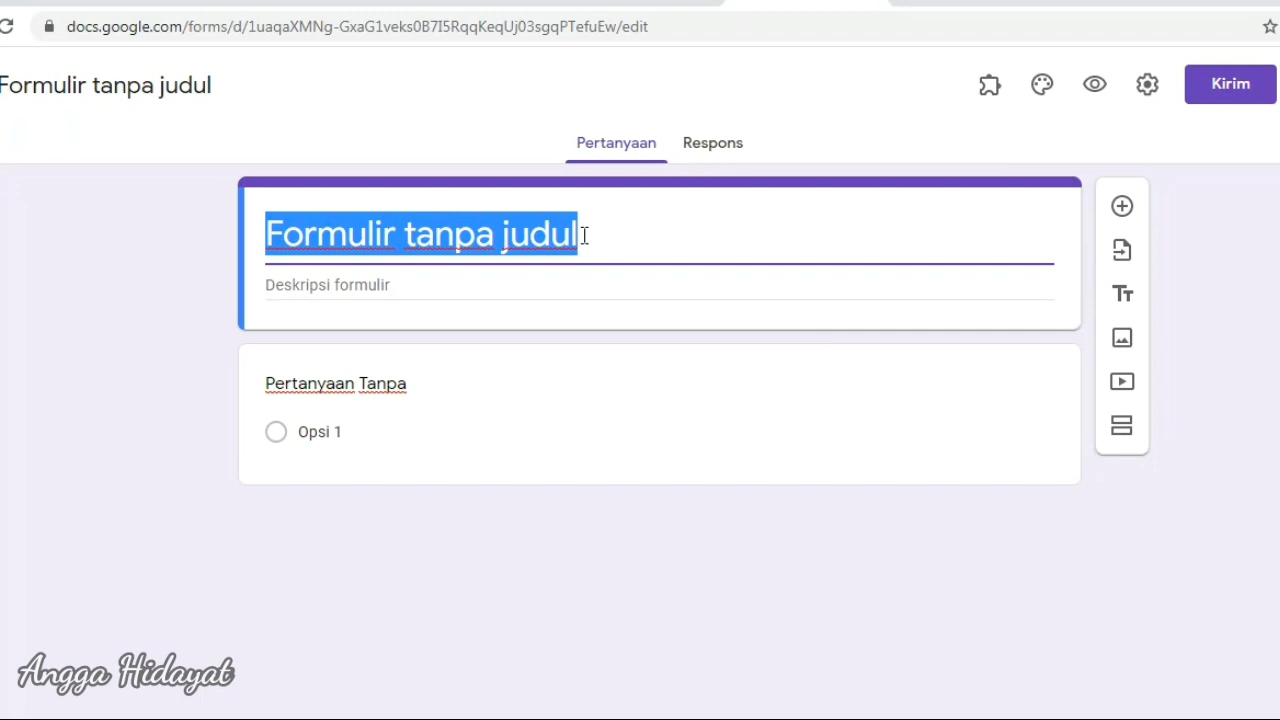 docs.google.com/forms/d/1uaqaXMNg-GxaG1veks0B7I5RqqKeqUj03sgqPTefuEw/edit
Formulir tanpa judul
Kirim
Pertanyaan Respons
Formulir tanpa judul
Deskripsi formulir
Tт
Pertanyaan Tanpa
Opsi 1
Angga Hidayat